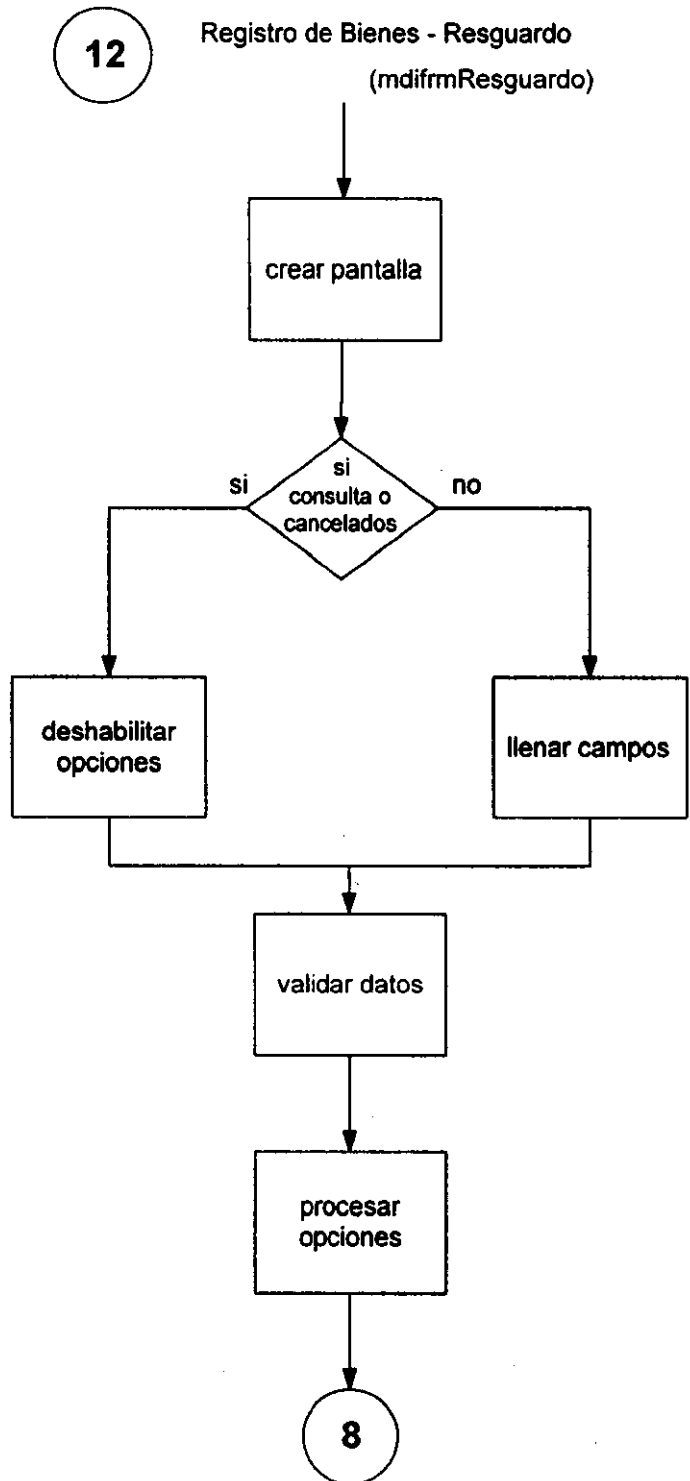 12
Registro de Bienes - Resguardo
(mdifrmResguardo)
crear pantalla
si
consulta o
cancelados
si
no
deshabilitar
opciones
llenar campos
validar datos
procesar
opciones
8